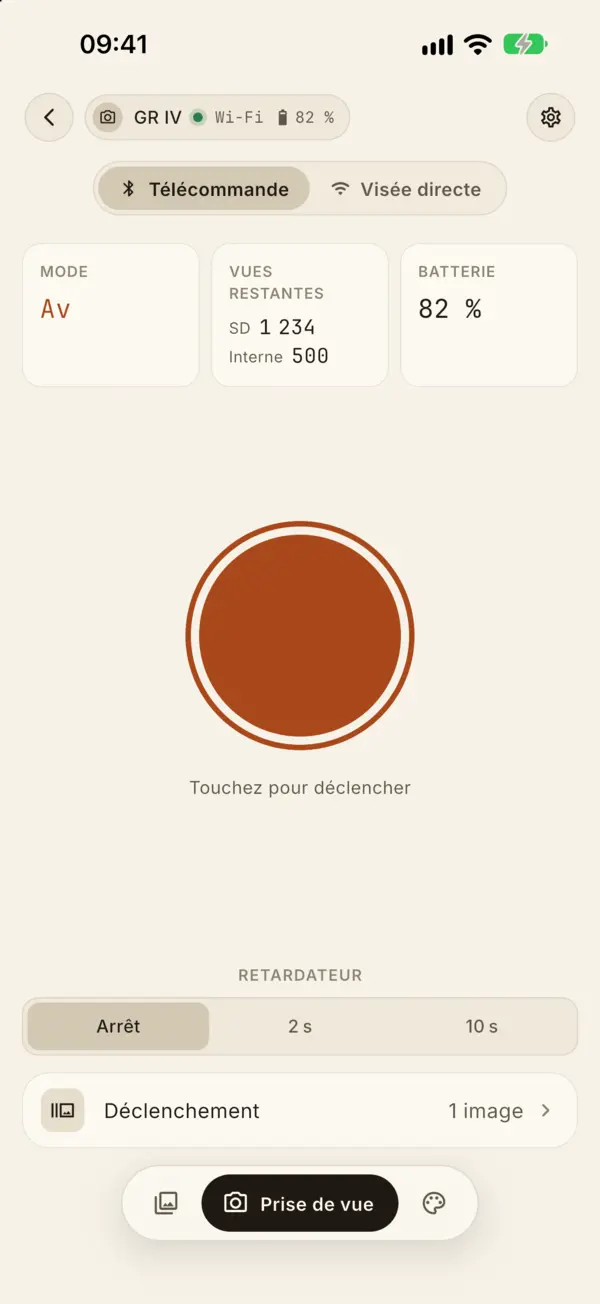 09:41
GR IV Wi-Fi 82 %
Télécommande Visée directe
MODE
Av
VUES
RESTANTES
SD 1 234
Interne 500
BATTERIE
82 %
Touchez pour déclencher
RETARDATEUR
Arrêt 2 s 10 s
Déclenchement 1 image
Prise de vue